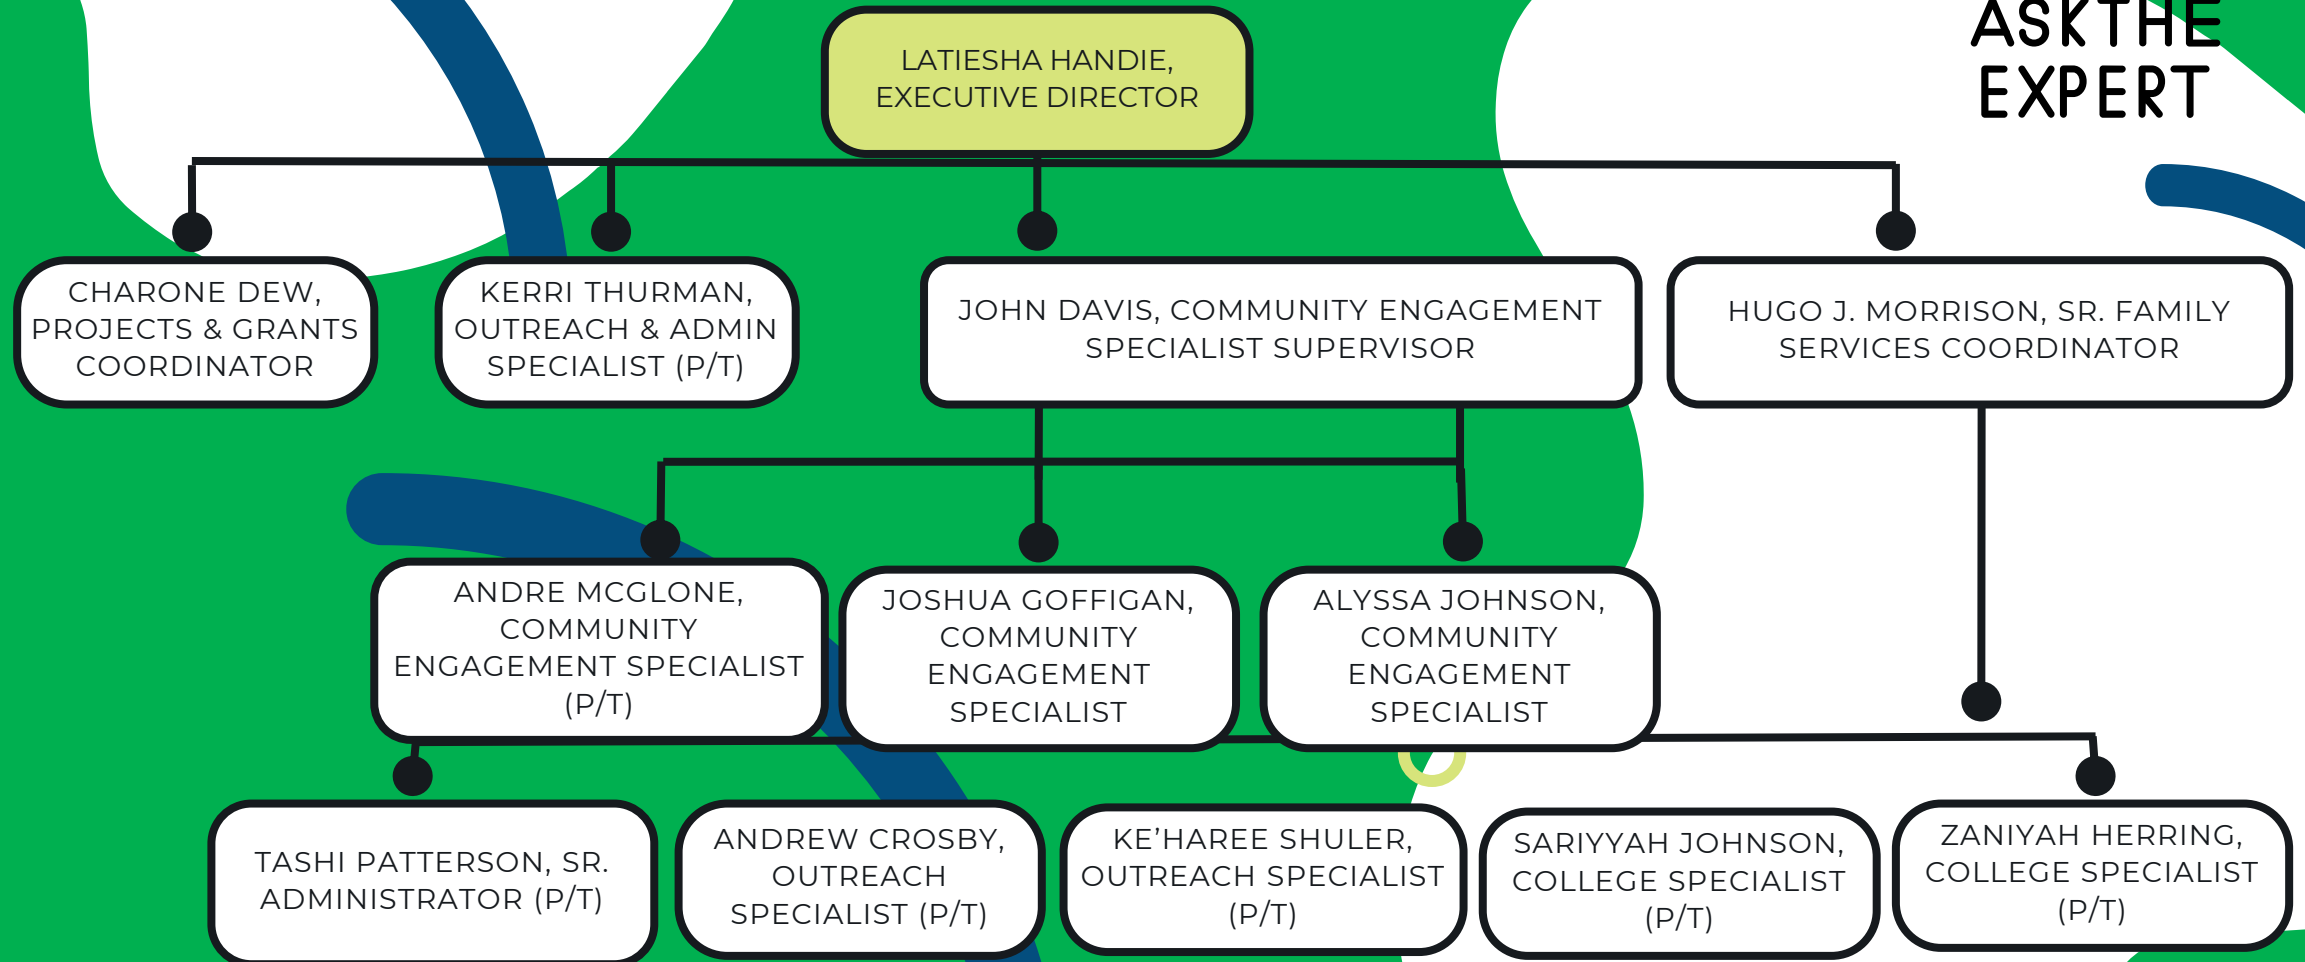 ASKTHE
EXPERT
LATIESHA HANDIE,
EXECUTIVE DIRECTOR
CHARONE DEW,
PROJECTS & GRANTS
COORDINATOR
KERRI THURMAN,
OUTREACH & ADMIN
SPECIALIST (P/T)
JOHN DAVIS, COMMUNITY ENGAGEMENT
SPECIALIST SUPERVISOR
HUGO J. MORRISON, SR. FAMILY
SERVICES COORDINATOR
ANDRE MCGLONE,
COMMUNITY
ENGAGEMENT SPECIALIST
(P/T)
JOSHUA GOFFIGAN,
COMMUNITY
ENGAGEMENT
SPECIALIST
ALYSSA JOHNSON,
COMMUNITY
ENGAGEMENT
SPECIALIST
TASHI PATTERSON, SR.
ADMINISTRATOR (P/T)
ANDREW CROSBY,
OUTREACH
SPECIALIST (P/T)
KE’HAREE SHULER,
OUTREACH SPECIALIST
(P/T)
SARIYYAH JOHNSON,
COLLEGE SPECIALIST
(P/T)
ZANIYAH HERRING,
COLLEGE SPECIALIST
(P/T)